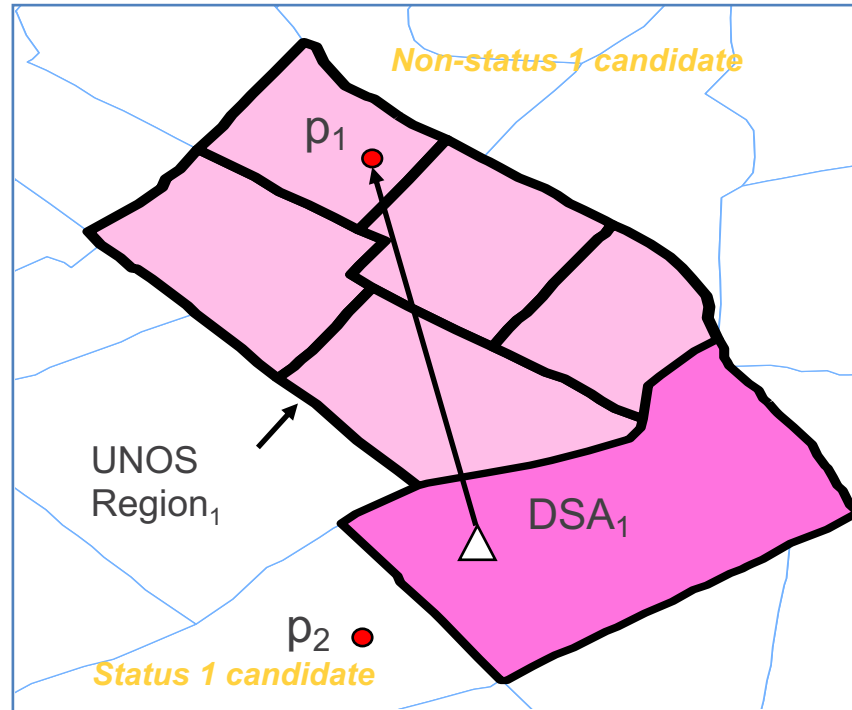 Non-status 1 candidate
p₁
UNOS
Region₁
DSA₁
p₂
Status 1 candidate